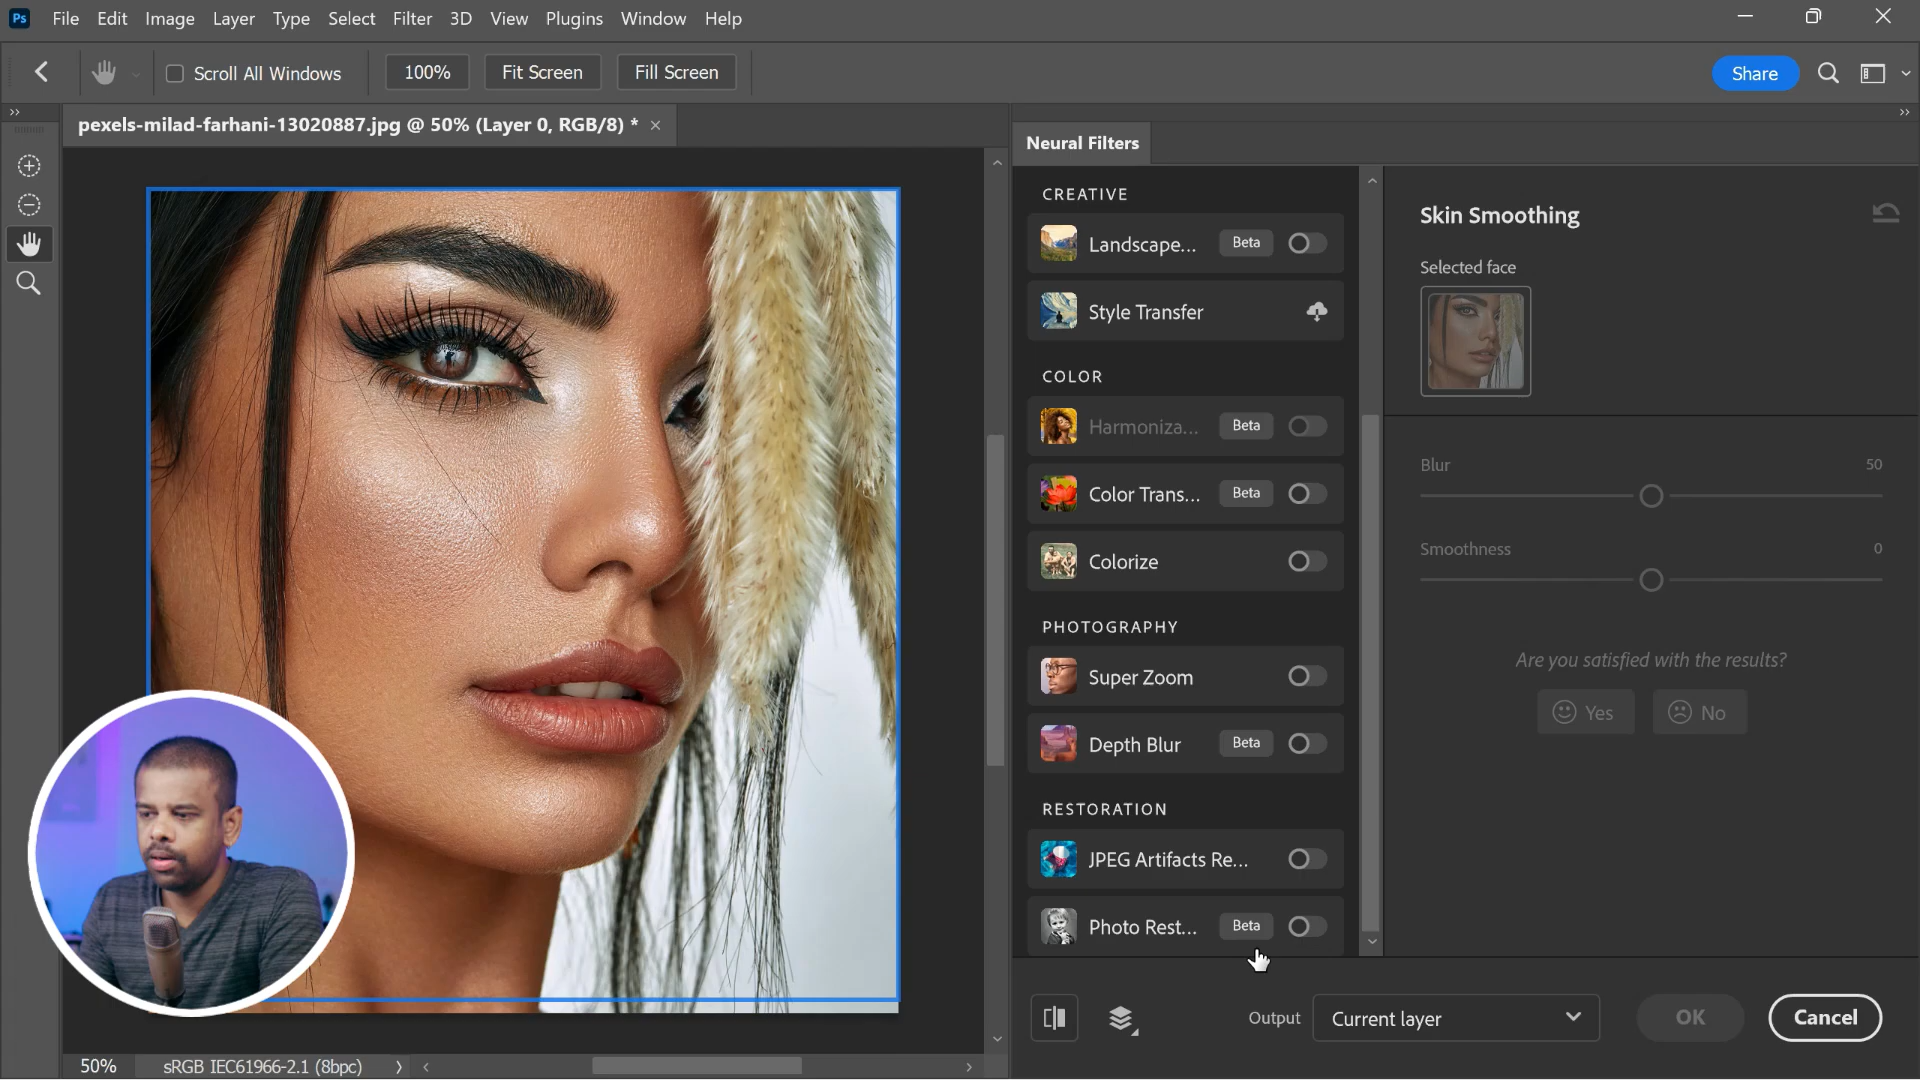 Ps File Edit Image Layer Type Select Filter 3D View Plugins Window Help
Scroll All Windows 100% Fit Screen Fill Screen Share
pexels-milad-farhani-13020887.jpg @ 50% (Layer 0, RGB/8) * ×
Neural Filters
CREATIVE
Landscape... Beta
Style Transfer
COLOR
Harmoniza... Beta
Color Trans... Beta
Colorize
PHOTOGRAPHY
Super Zoom
Depth Blur Beta
RESTORATION
JPEG Artifacts Re...
Photo Rest... Beta
Skin Smoothing
Selected face
Blur 50
Smoothness 0
Are you satisfied with the results?
Yes No
Output Current layer OK Cancel
50% sRGB IEC61966-2.1 (8bpc)